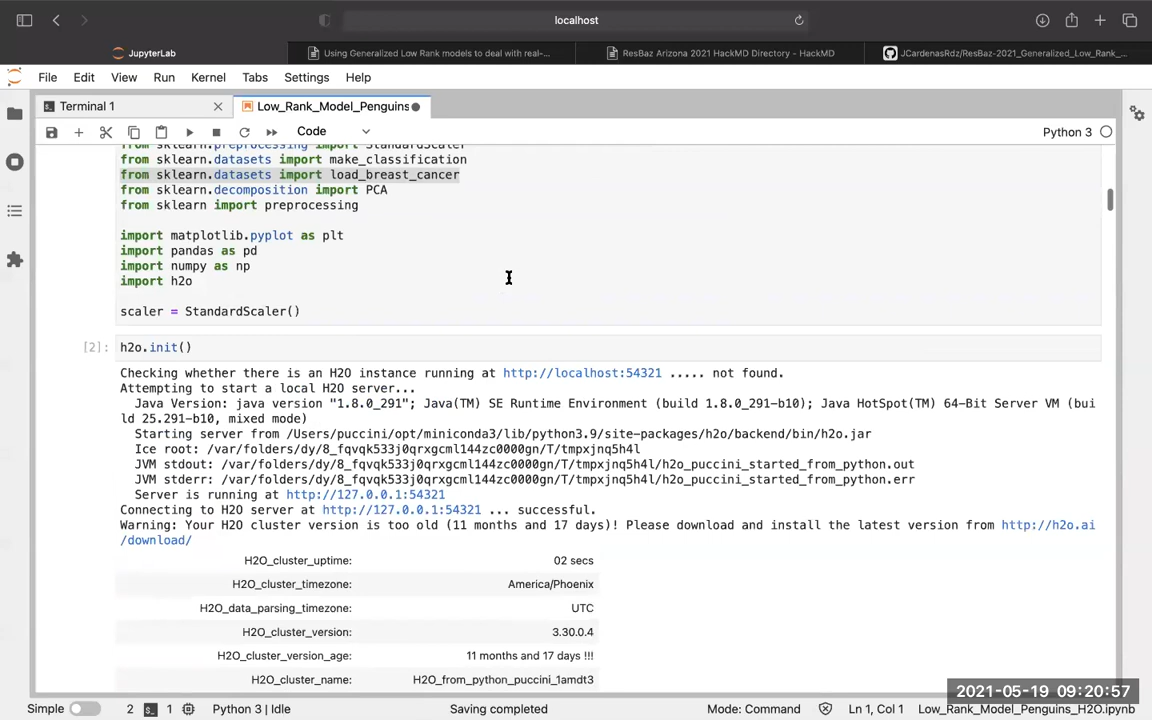 localhost
JupyterLab
Using Generalized Low Rank models to deal with real-...
ResBaz Arizona 2021 HackMD Directory - HackMD
JCardenasRdz/ResBaz-2021_Generalized_Low_Rank_...
File Edit View Run Kernel Tabs Settings Help
Terminal 1
Low_Rank_Model_Penguins
Code
Python 3
from sklearn.preprocessing import StandardScaler
from sklearn.datasets import make_classification
from sklearn.datasets import load_breast_cancer
from sklearn.decomposition import PCA
from sklearn import preprocessing
import matplotlib.pyplot as plt
import pandas as pd
import numpy as np
import h2o
scaler = StandardScaler()
[2]: h2o.init()
Checking whether there is an H2O instance running at http://localhost:54321 ..... not found.
Attempting to start a local H2O server...
Java Version: java version "1.8.0_291"; Java(TM) SE Runtime Environment (build 1.8.0_291-b10); Java HotSpot(TM) 64-Bit Server VM (bui
ld 25.291-b10, mixed mode)
Starting server from /Users/puccini/opt/miniconda3/lib/python3.9/site-packages/h2o/backend/bin/h2o.jar
Ice root: /var/folders/dy/8_fqvqk533j0qrxgcml144zc0000gn/T/tmpxjnq5h4l
JVM stdout: /var/folders/dy/8_fqvqk533j0qrxgcml144zc0000gn/T/tmpxjnq5h4l/h2o_puccini_started_from_python.out
JVM stderr: /var/folders/dy/8_fqvqk533j0qrxgcml144zc0000gn/T/tmpxjnq5h4l/h2o_puccini_started_from_python.err
Server is running at http://127.0.0.1:54321
Connecting to H2O server at http://127.0.0.1:54321 ... successful.
Warning: Your H2O cluster version is too old (11 months and 17 days)! Please download and install the latest version from http://h2o.ai
/download/
H2O_cluster_uptime: 02 secs
H2O_cluster_timezone: America/Phoenix
H2O_data_parsing_timezone: UTC
H2O_cluster_version: 3.30.0.4
H2O_cluster_version_age: 11 months and 17 days !!!
H2O_cluster_name: H2O_from_python_puccini_1amdt3
2021-05-19 09:20:57
Simple 2 1 Python 3 | Idle Saving completed Mode: Command Ln 1, Col 1 Low_Rank_Model_Penguins_H2O.ipynb